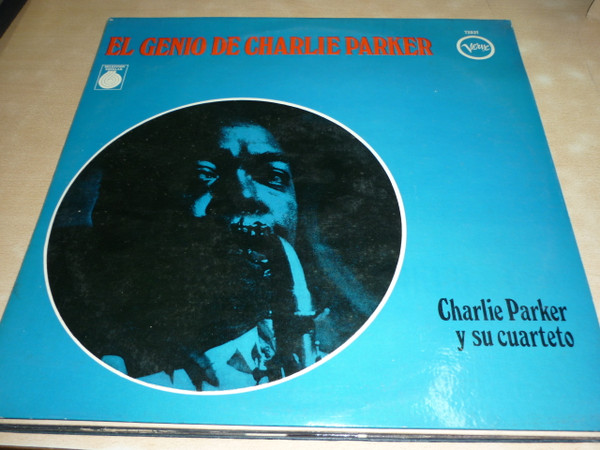 EL GENIO DE CHARLIE PARKER
Verve
Charlie Parker
y su cuarteto